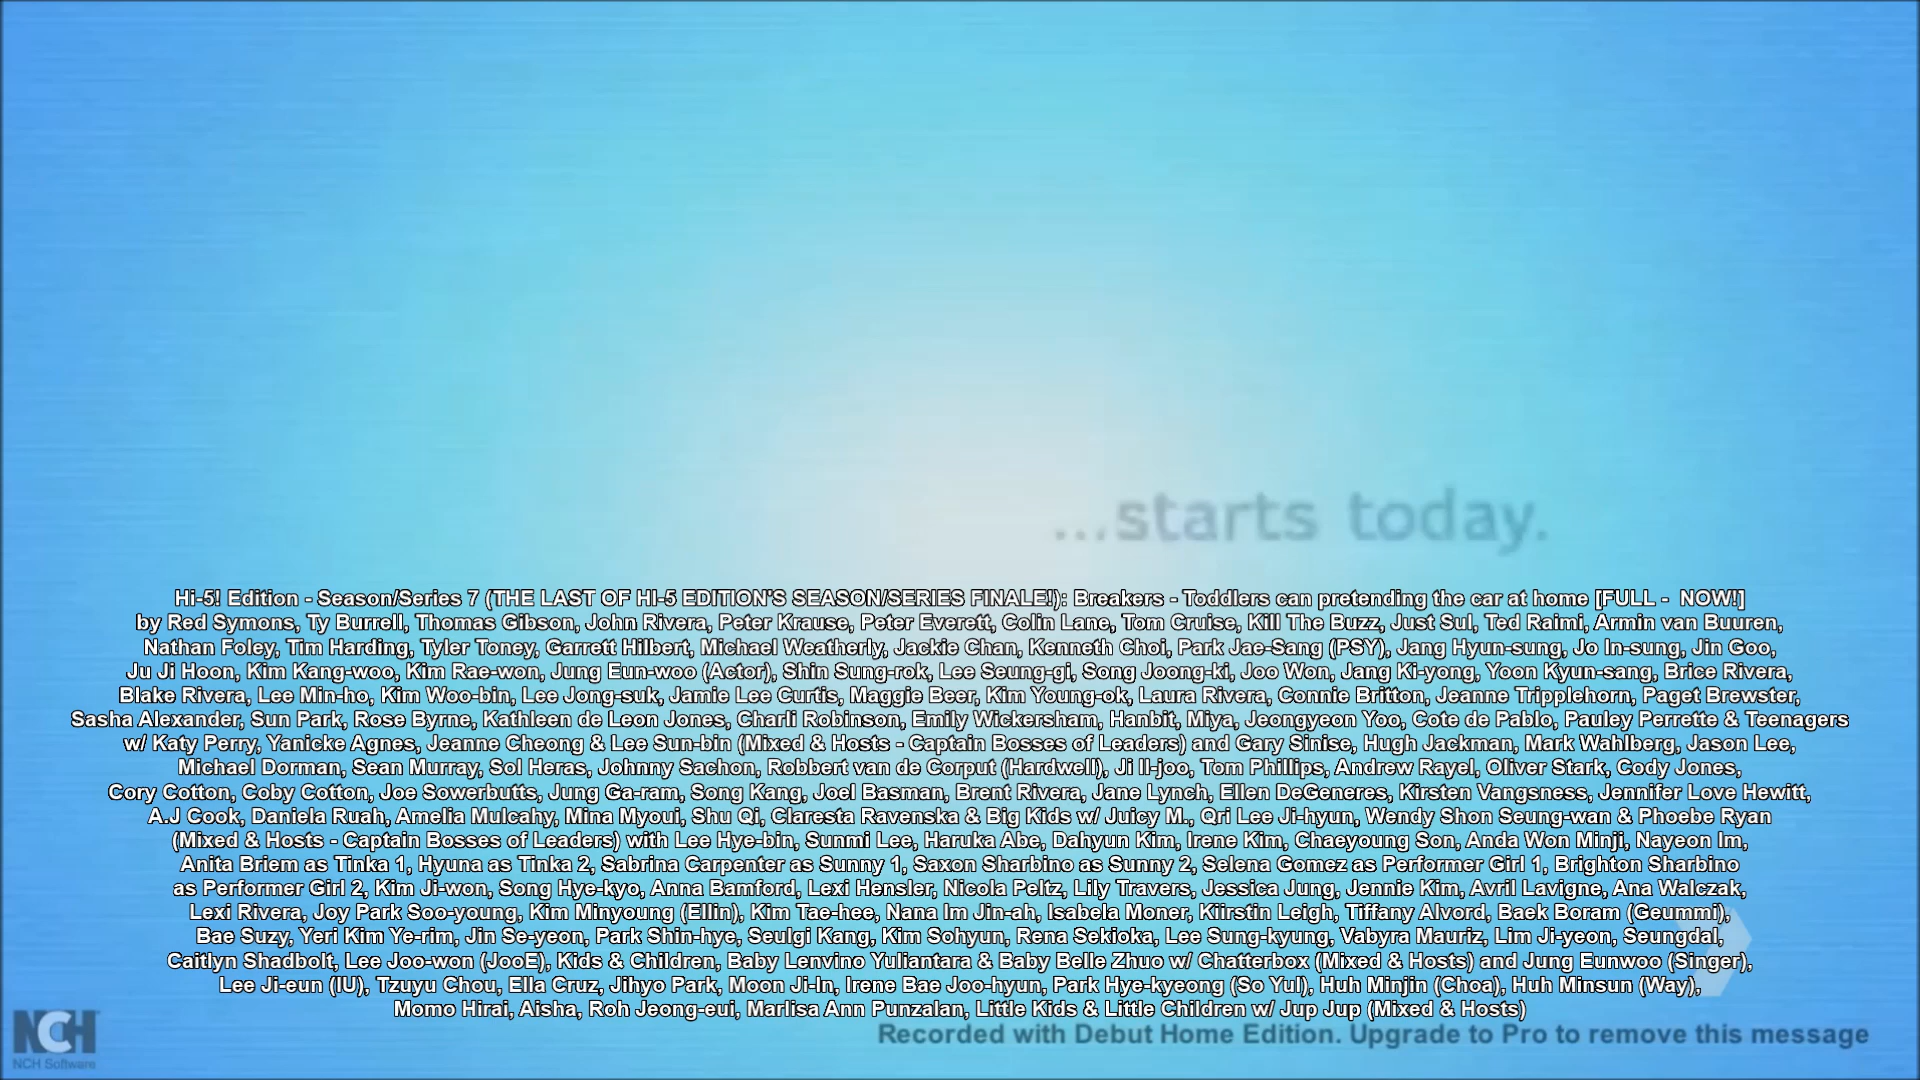 ...starts today.
Hi-5! Edition - Season/Series 7 (THE LAST OF HI-5 EDITION'S SEASON/SERIES FINALE!): Breakers - Toddlers can pretending the car at home [FULL -  NOW!]
by Red Symons, Ty Burrell, Thomas Gibson, John Rivera, Peter Krause, Peter Everett, Colin Lane, Tom Cruise, Kill The Buzz, Just Sul, Ted Raimi, Armin van Buuren,
Nathan Foley, Tim Harding, Tyler Toney, Garrett Hilbert, Michael Weatherly, Jackie Chan, Kenneth Choi, Park Jae-Sang (PSY), Jang Hyun-sung, Jo In-sung, Jin Goo,
Ju Ji Hoon, Kim Kang-woo, Kim Rae-won, Jung Eun-woo (Actor), Shin Sung-rok, Lee Seung-gi, Song Joong-ki, Joo Won, Jang Ki-yong, Yoon Kyun-sang, Brice Rivera,
Blake Rivera, Lee Min-ho, Kim Woo-bin, Lee Jong-suk, Jamie Lee Curtis, Maggie Beer, Kim Young-ok, Laura Rivera, Connie Britton, Jeanne Tripplehorn, Paget Brewster,
Sasha Alexander, Sun Park, Rose Byrne, Kathleen de Leon Jones, Charli Robinson, Emily Wickersham, Hanbit, Miya, Jeongyeon Yoo, Cote de Pablo, Pauley Perrette & Teenagers
w/ Katy Perry, Yanicke Agnes, Jeanne Cheong & Lee Sun-bin (Mixed & Hosts - Captain Bosses of Leaders) and Gary Sinise, Hugh Jackman, Mark Wahlberg, Jason Lee,
Michael Dorman, Sean Murray, Sol Heras, Johnny Sachon, Robbert van de Corput (Hardwell), Ji Il-joo, Tom Phillips, Andrew Rayel, Oliver Stark, Cody Jones,
Cory Cotton, Coby Cotton, Joe Sowerbutts, Jung Ga-ram, Song Kang, Joel Basman, Brent Rivera, Jane Lynch, Ellen DeGeneres, Kirsten Vangsness, Jennifer Love Hewitt,
A.J Cook, Daniela Ruah, Amelia Mulcahy, Mina Myoui, Shu Qi, Claresta Ravenska & Big Kids w/ Juicy M., Qri Lee Ji-hyun, Wendy Shon Seung-wan & Phoebe Ryan
(Mixed & Hosts - Captain Bosses of Leaders) with Lee Hye-bin, Sunmi Lee, Haruka Abe, Dahyun Kim, Irene Kim, Chaeyoung Son, Anda Won Minji, Nayeon Im,
Anita Briem as Tinka 1, Hyuna as Tinka 2, Sabrina Carpenter as Sunny 1, Saxon Sharbino as Sunny 2, Selena Gomez as Performer Girl 1, Brighton Sharbino
as Performer Girl 2, Kim Ji-won, Song Hye-kyo, Anna Bamford, Lexi Hensler, Nicola Peltz, Lily Travers, Jessica Jung, Jennie Kim, Avril Lavigne, Ana Walczak,
Lexi Rivera, Joy Park Soo-young, Kim Minyoung (Ellin), Kim Tae-hee, Nana Im Jin-ah, Isabela Moner, Kiirstin Leigh, Tiffany Alvord, Baek Boram (Geummi),
Bae Suzy, Yeri Kim Ye-rim, Jin Se-yeon, Park Shin-hye, Seulgi Kang, Kim Sohyun, Rena Sekioka, Lee Sung-kyung, Vabyra Mauriz, Lim Ji-yeon, Seungdal,
Caitlyn Shadbolt, Lee Joo-won (JooE), Kids & Children, Baby Lenvino Yuliantara & Baby Belle Zhuo w/ Chatterbox (Mixed & Hosts) and Jung Eunwoo (Singer),
Lee Ji-eun (IU), Tzuyu Chou, Ella Cruz, Jihyo Park, Moon Ji-In, Irene Bae Joo-hyun, Park Hye-kyeong (So Yul), Huh Minjin (Choa), Huh Minsun (Way),
Momo Hirai, Aisha, Roh Jeong-eui, Marlisa Ann Punzalan, Little Kids & Little Children w/ Jup Jup (Mixed & Hosts)
NCH
NCH Software
Recorded with Debut Home Edition. Upgrade to Pro to remove this message